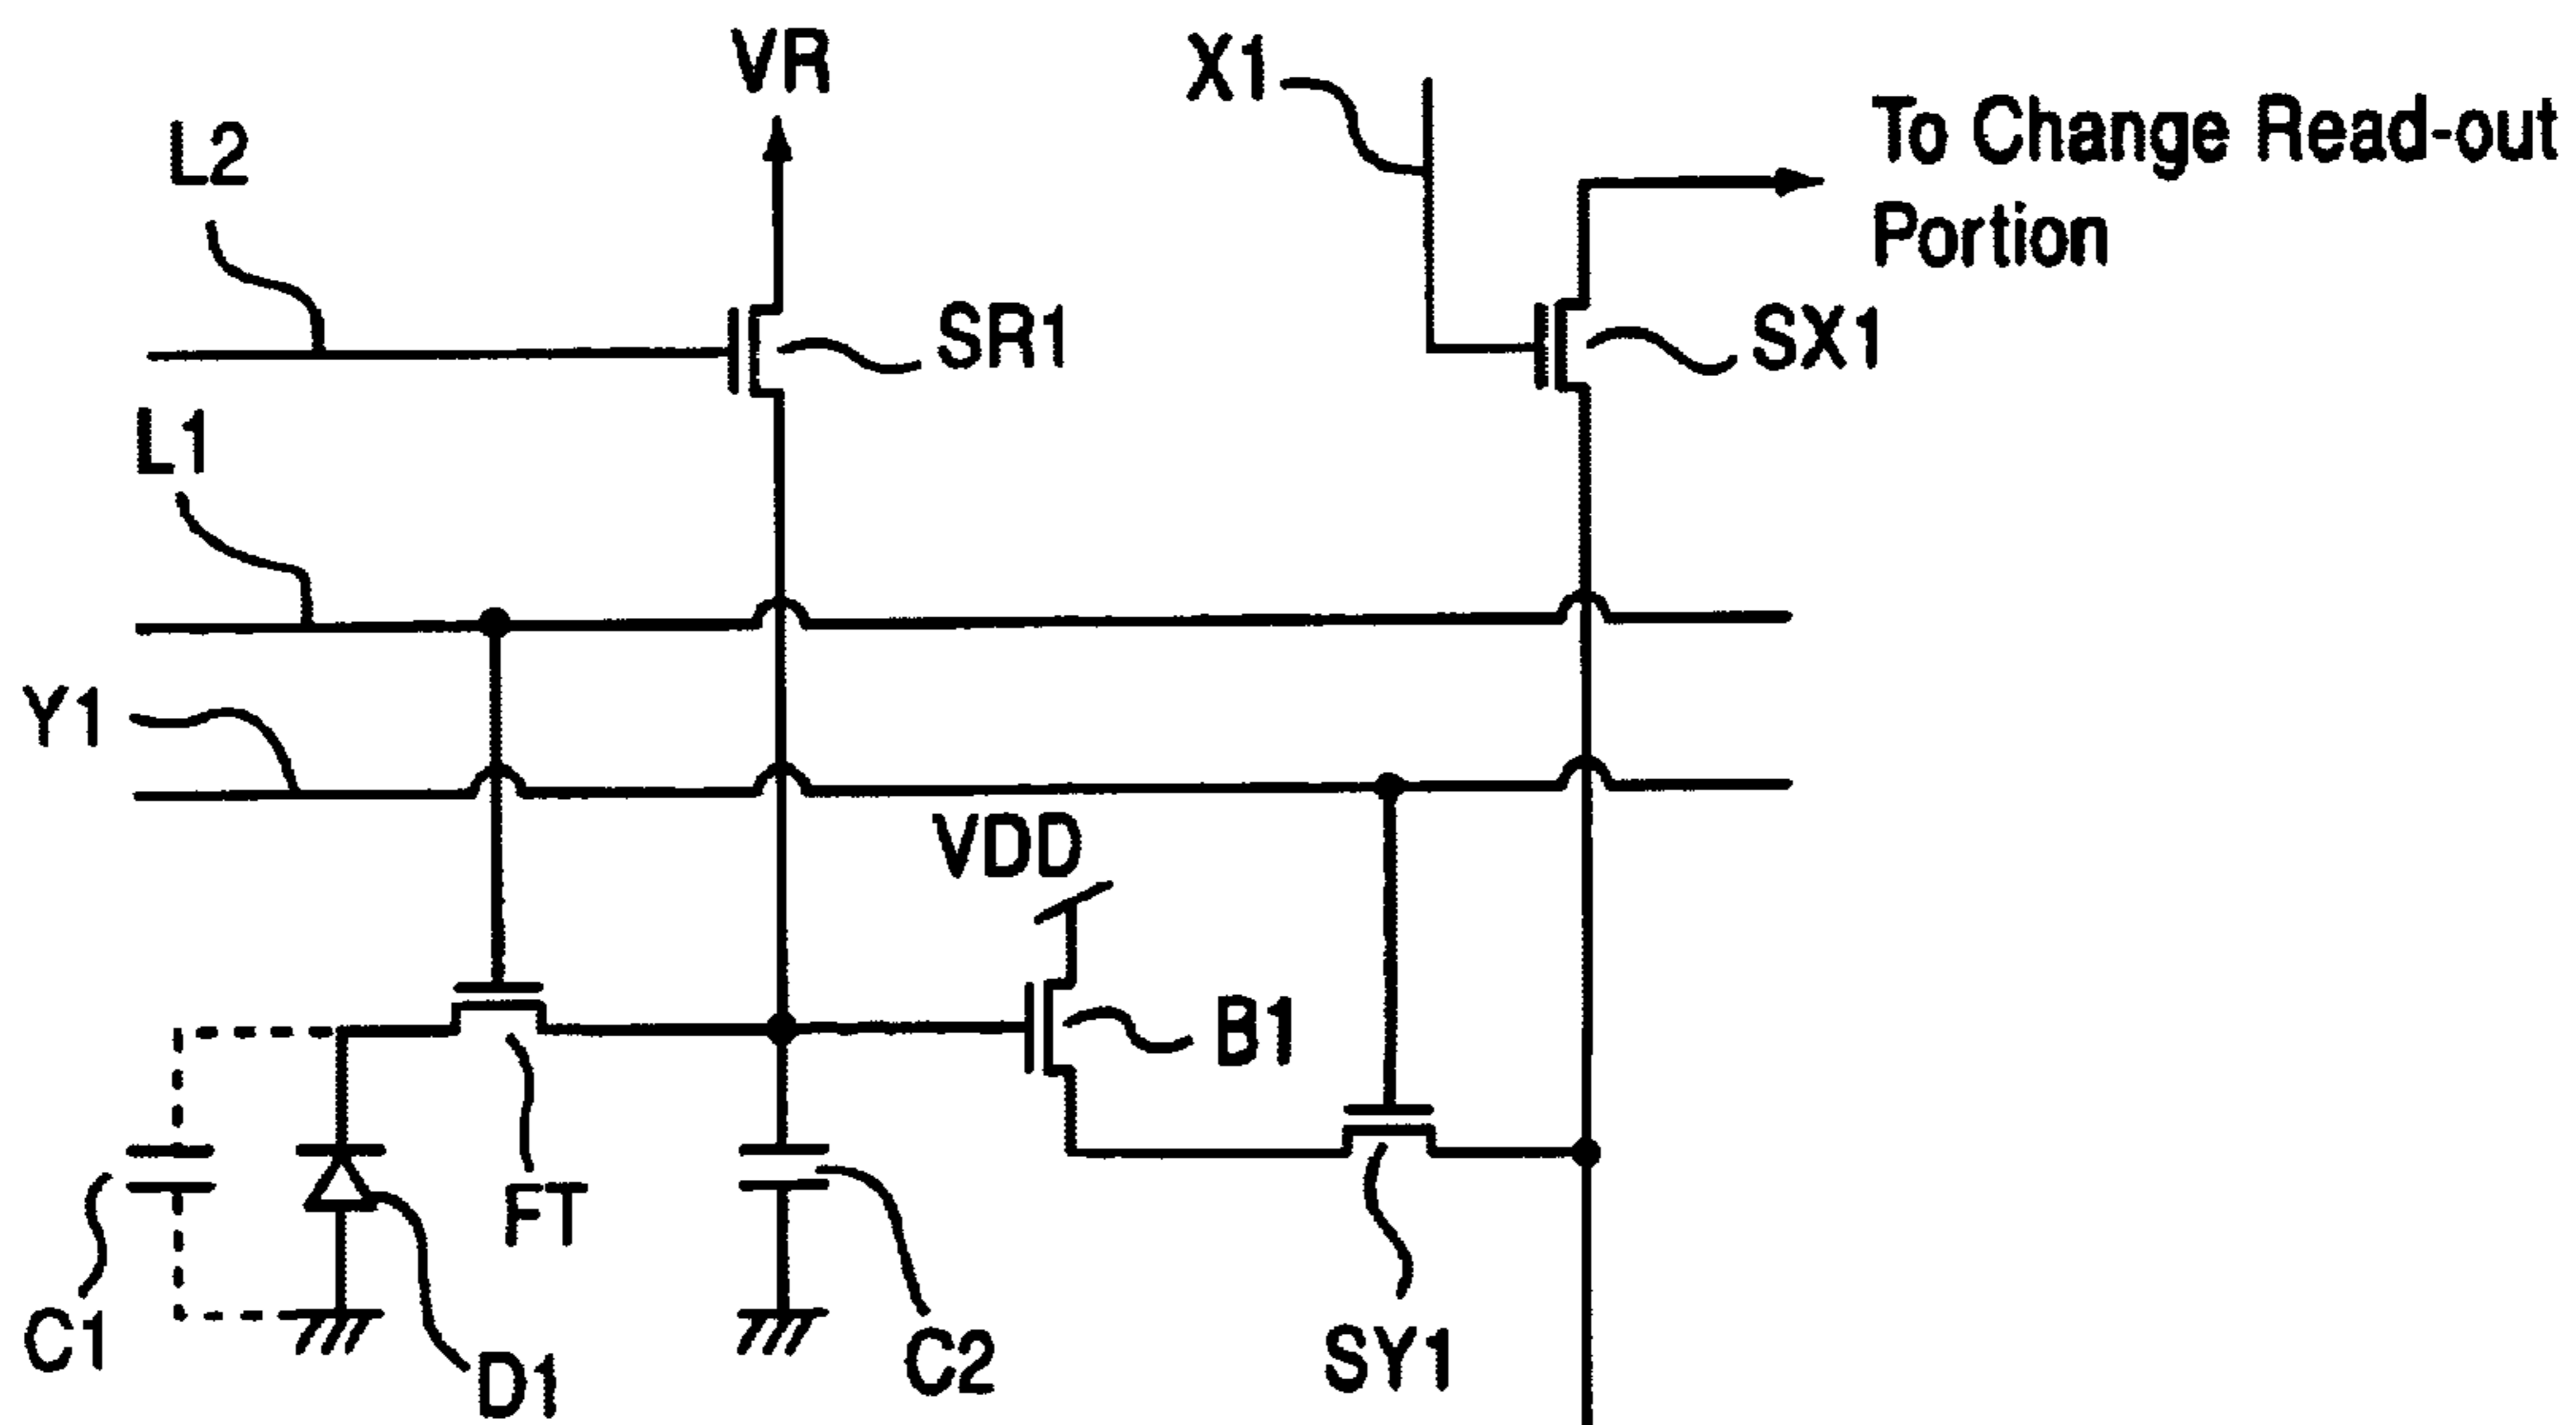 VR
X1
To Change Read-out
Portion
L2
SR1
SX1
L1
Y1
VDD
B1
FT
C1
D1
C2
SY1